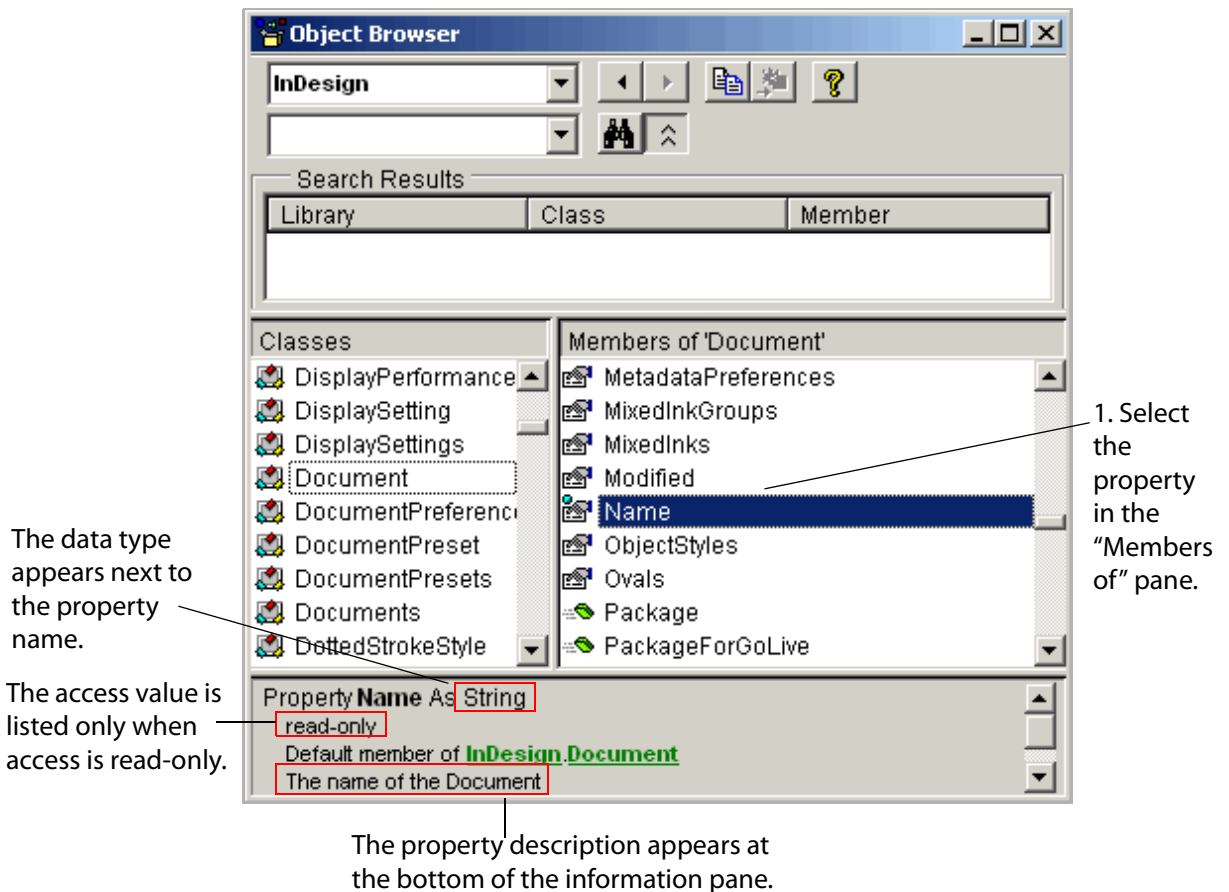 Object Browser
InDesign
Search Results
Library Class Member
Classes
DisplayPerformance
DisplaySetting
DisplaySettings
Document
DocumentPreferenc
DocumentPreset
DocumentPresets
Documents
DottedStrokeStyle
Members of 'Document'
MetadataPreferences
MixedInkGroups
MixedInks
Modified
Name
ObjectStyles
Ovals
Package
PackageForGoLive
1. Select
the
property
in the
“Members
of” pane.
The data type
appears next to
the property
name.
The access value is
listed only when
access is read-only.
Property Name As String
read-only
Default member of InDesign.Document
The name of the Document
The property description appears at
the bottom of the information pane.